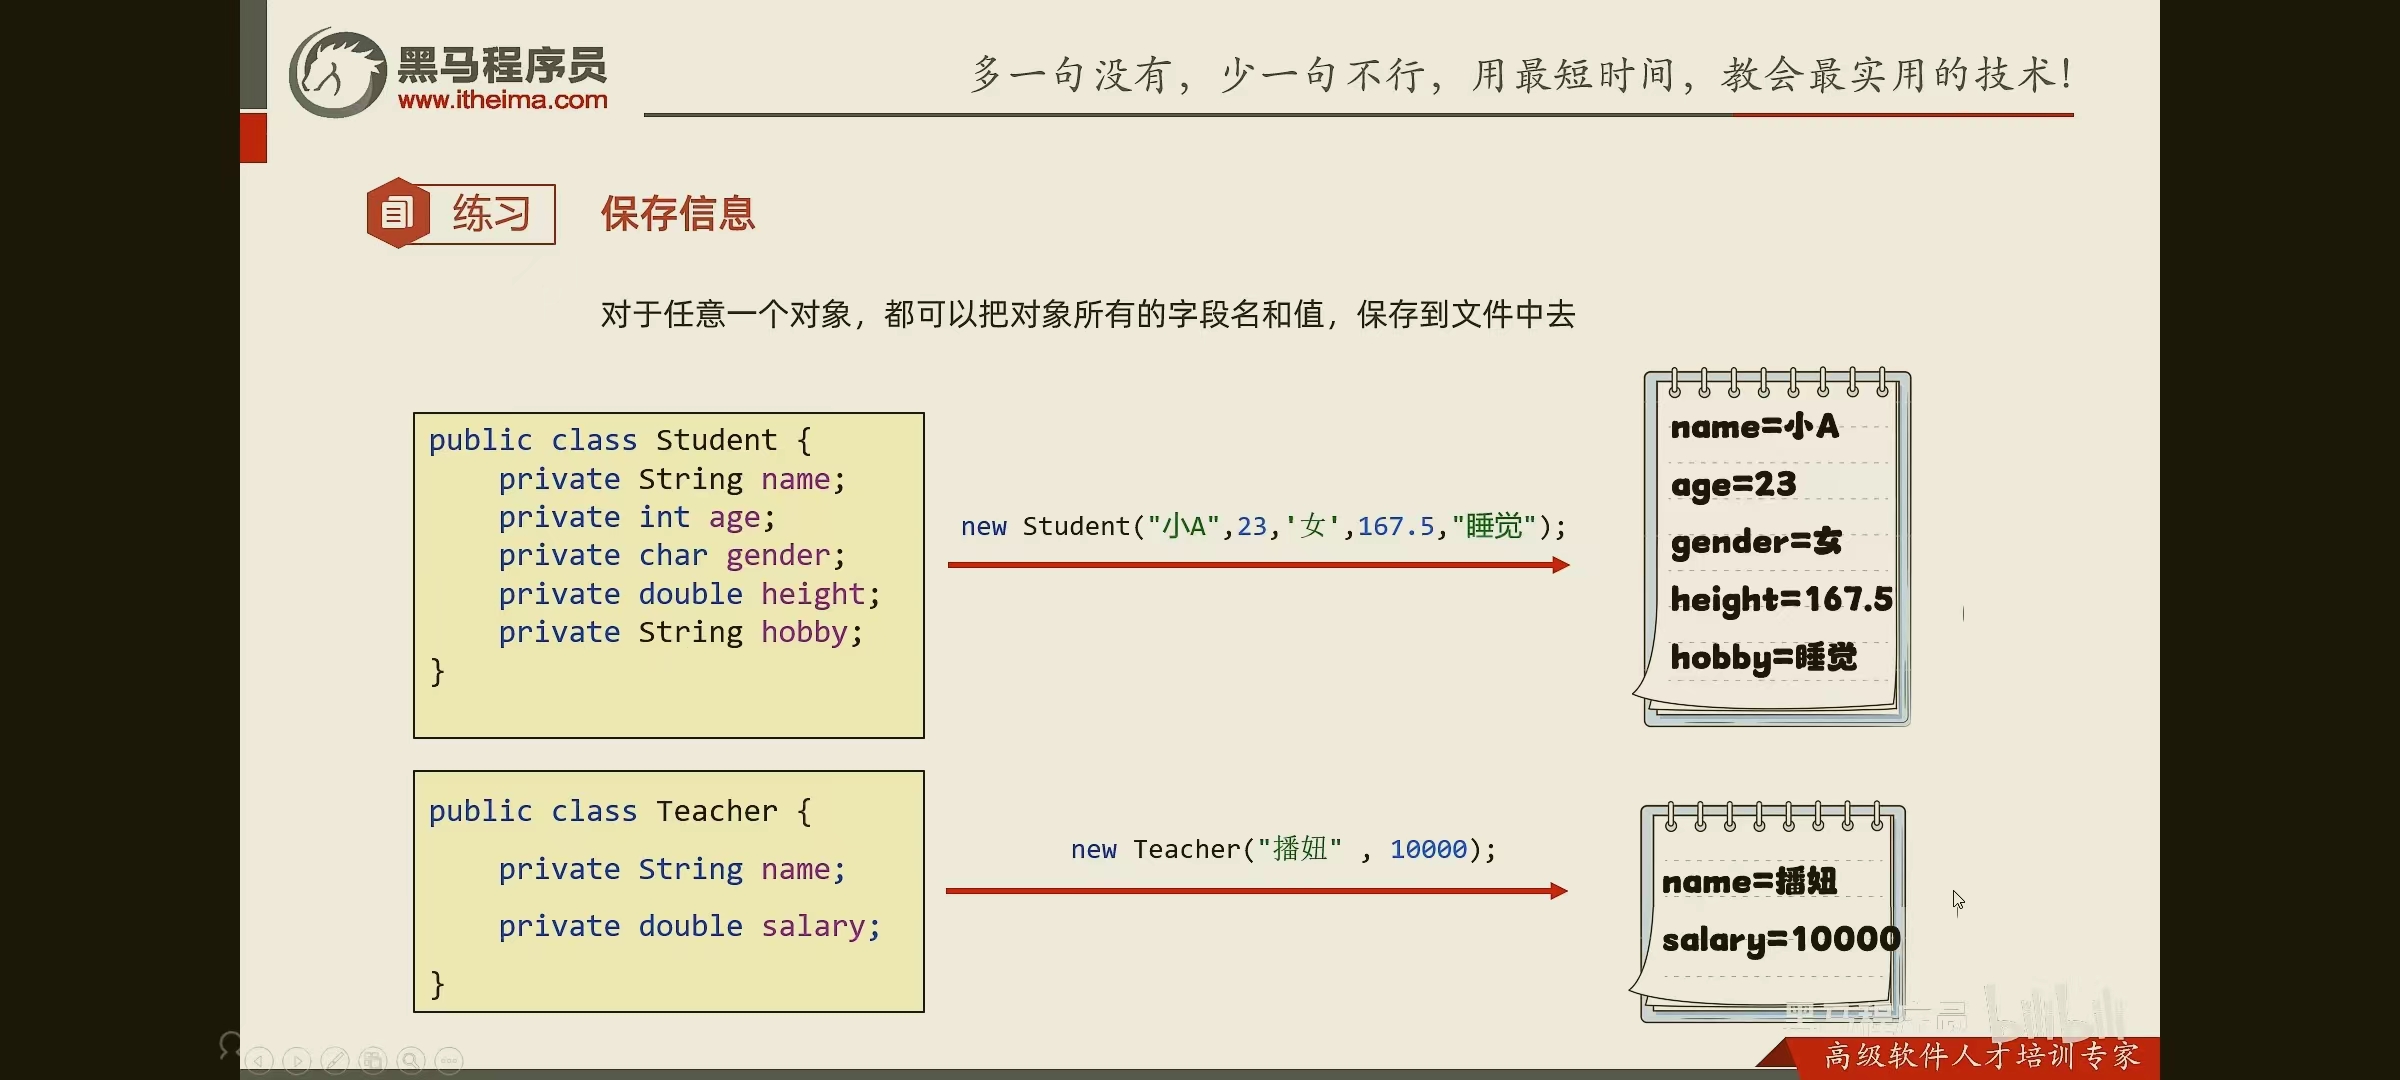 黑马程序员
www.itheima.com
多一句没有，少一句不行，用最短时间，教会最实用的技术！
练习
保存信息
对于任意一个对象，都可以把对象所有的字段名和值，保存到文件中去
public class Student {
    private String name;
    private int age;
    private char gender;
    private double height;
    private String hobby;
}
new Student("小A",23,'女',167.5,"睡觉");
name=小A
age=23
gender=女
height=167.5
hobby=睡觉
public class Teacher {
    private String name;
    private double salary;
}
new Teacher("播妞" , 10000);
name=播妞
salary=10000
黑马程序员 bilibili
高级软件人才培训专家